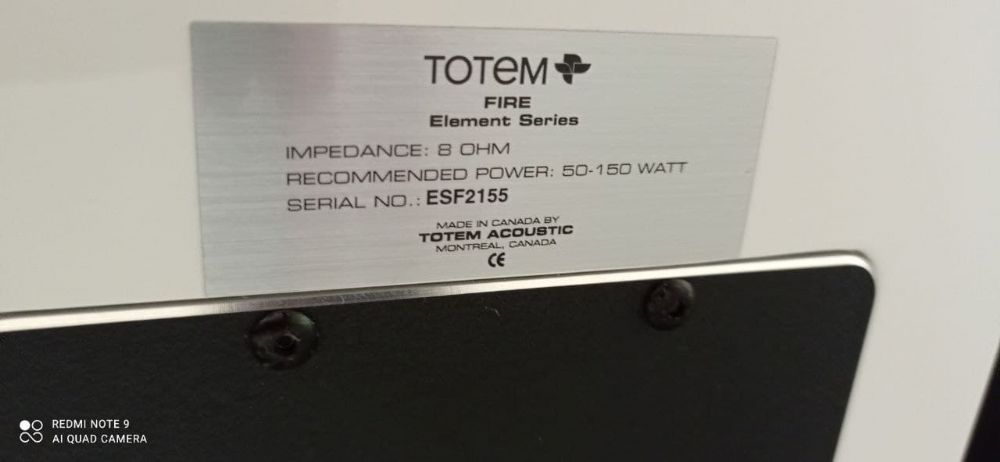 TOTEM
FIRE
Element Series
IMPEDANCE: 8 OHM
RECOMMENDED POWER: 50-150 WATT
SERIAL NO.: ESF2155
MADE IN CANADA BY
TOTEM ACOUSTIC
MONTREAL, CANADA
CE
REDMI NOTE 9
AI QUAD CAMERA